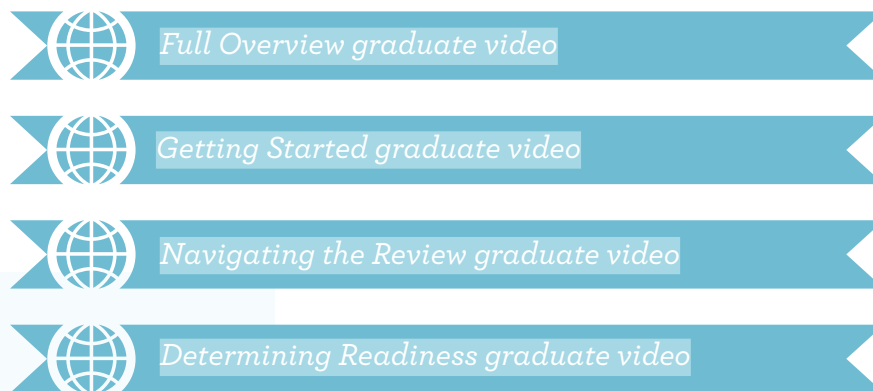 Full Overview graduate video
Getting Started graduate video
Navigating the Review graduate video
Determining Readiness graduate video